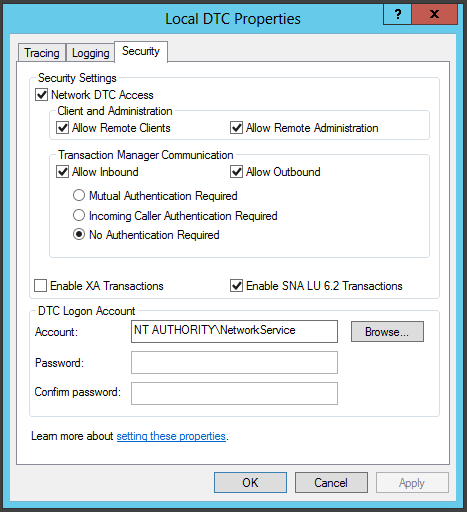 Local DTC Properties
? X
Tracing Logging Security
Security Settings
Network DTC Access
Client and Administration
Allow Remote Clients Allow Remote Administration
Transaction Manager Communication
Allow Inbound Allow Outbound
Mutual Authentication Required
Incoming Caller Authentication Required
No Authentication Required
Enable XA Transactions Enable SNA LU 6.2 Transactions
DTC Logon Account
Account: NT AUTHORITY\NetworkService Browse...
Password:
Confirm password:
Learn more about setting these properties.
OK Cancel Apply